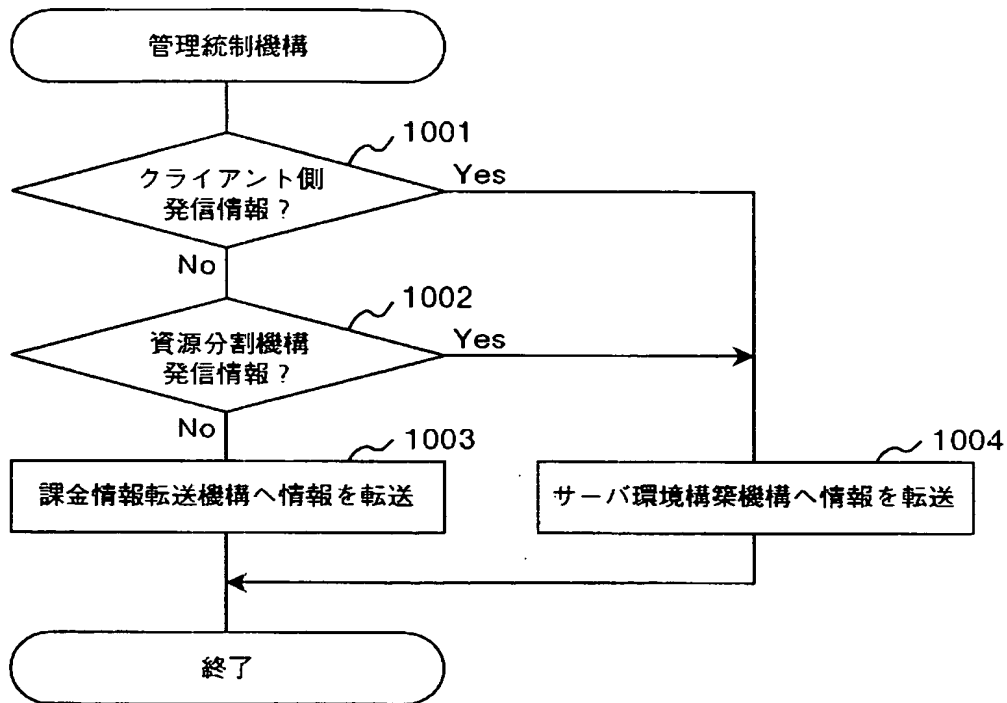 管理統制機構
1001
クライアント側
発信情報？
Yes
No
1002
資源分割機構
発信情報？
Yes
No
1003
課金情報転送機構へ情報を転送
1004
サーバ環境構築機構へ情報を転送
終了